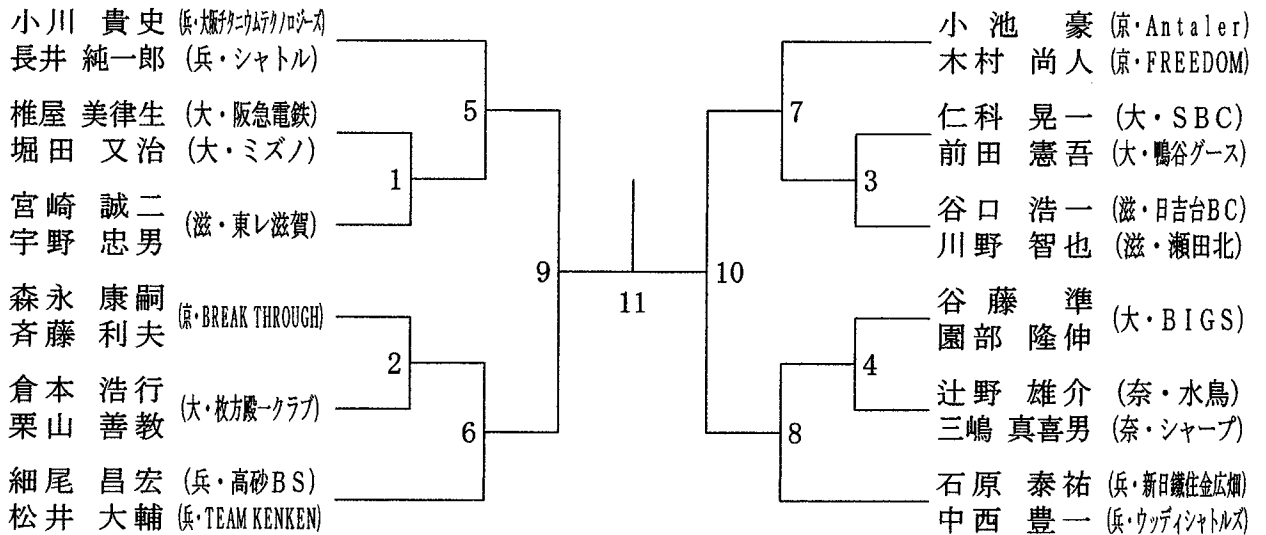 小川 貴史 (兵・大阪チタニウムテクノロジーズ)
長井 純一郎 (兵・シャトル)
椎屋 美律生 (大・阪急電鉄)
堀田 又治 (大・ミズノ)
宮崎 誠二
宇野 忠男
(滋・東レ滋賀)
森永 康嗣
斉藤 利夫
(京・BREAK THROUGH)
倉本 浩行
栗山 善教
(大・枚方殿一クラブ)
細尾 昌宏 (兵・高砂BS)
松井 大輔 (兵・TEAM KENKEN)
5
1
9
2
6
11
10
7
3
4
8
小池 豪 (京・Antaler)
木村 尚人 (京・FREEDOM)
仁科 晃一 (大・SBC)
前田 憲吾 (大・鴨谷グース)
谷口 浩一 (滋・日吉台BC)
川野 智也 (滋・瀬田北)
谷藤 準
園部 隆伸
(大・BIGS)
辻野 雄介 (奈・水鳥)
三嶋 真喜男 (奈・シャープ)
石原 泰祐 (兵・新日鐵住金広畑)
中西 豊一 (兵・ウッディシャトルズ)